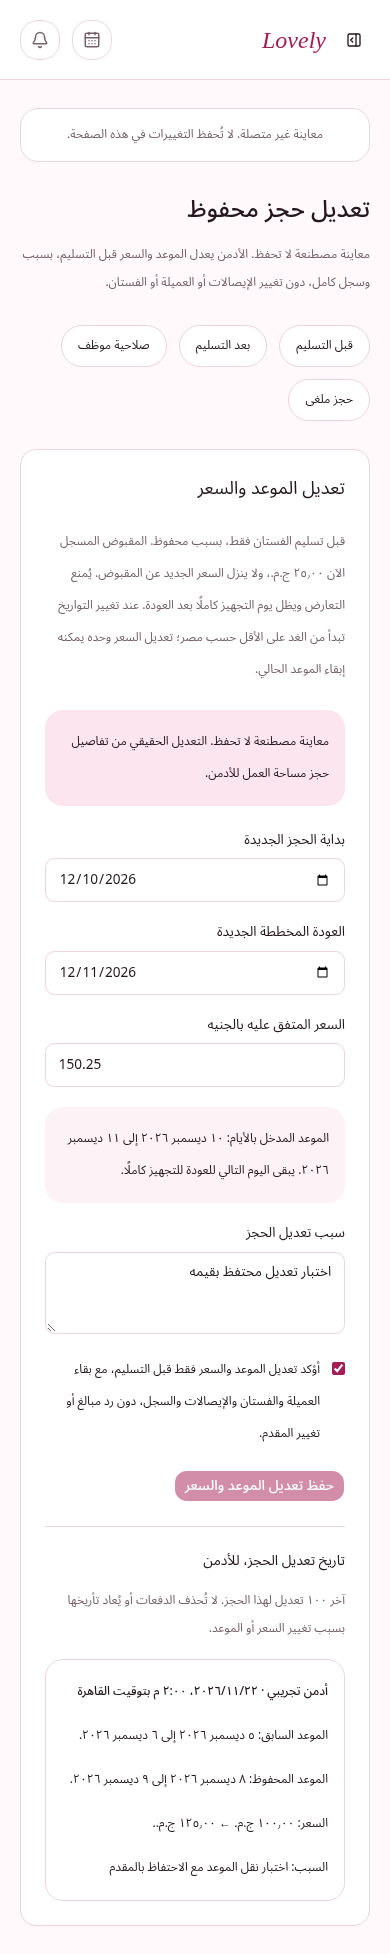 Lovely
معاينة غير متصلة. لا تُحفظ التغييرات في هذه الصفحة.
تعديل حجز محفوظ
معاينة مصطنعة لا تحفظ. الأدمن يعدل الموعد والسعر قبل التسليم، بسبب
وسجل كامل، دون تغيير الإيصالات أو العميلة أو الفستان.
قبل التسليم
بعد التسليم
صلاحية موظف
حجز ملغى
تعديل الموعد والسعر
قبل تسليم الفستان فقط، بسبب محفوظ. المقبوض المسجل
الآن ٢٥٫٠٠ ج.م.، ولا ينزل السعر الجديد عن المقبوض. يُمنع
التعارض ويظل يوم التجهيز كاملًا بعد العودة. عند تغيير التواريخ
تبدأ من الغد على الأقل حسب مصر؛ تعديل السعر وحده يمكنه
إبقاء الموعد الحالي.
معاينة مصطنعة لا تحفظ. التعديل الحقيقي من تفاصيل
حجز مساحة العمل للأدمن.
بداية الحجز الجديدة
12/10/2026
العودة المخططة الجديدة
12/11/2026
السعر المتفق عليه بالجنيه
150.25
الموعد المدخل بالأيام: ١٠ ديسمبر ٢٠٢٦ إلى ١١ ديسمبر
٢٠٢٦. يبقى اليوم التالي للعودة للتجهيز كاملًا.
سبب تعديل الحجز
اختبار تعديل محتفظ بقيمه
أؤكد تعديل الموعد والسعر فقط قبل التسليم، مع بقاء
العميلة والفستان والإيصالات والسجل، دون رد مبالغ أو
تغيير المقدم.
حفظ تعديل الموعد والسعر
تاريخ تعديل الحجز، للأدمن
آخر ١٠٠ تعديل لهذا الحجز. لا تُحذف الدفعات أو يُعاد تأريخها
بسبب تغيير السعر أو الموعد.
أدمن تجريبي · ٢٠٢٦/١١/٢٢، ٢:٠٠ م بتوقيت القاهرة
الموعد السابق: ٥ ديسمبر ٢٠٢٦ إلى ٦ ديسمبر ٢٠٢٦.
الموعد المحفوظ: ٨ ديسمبر ٢٠٢٦ إلى ٩ ديسمبر ٢٠٢٦.
السعر: ١٠٠٫٠٠ ج.م. ← ١٢٥٫٠٠ ج.م..
السبب: اختبار نقل الموعد مع الاحتفاظ بالمقدم